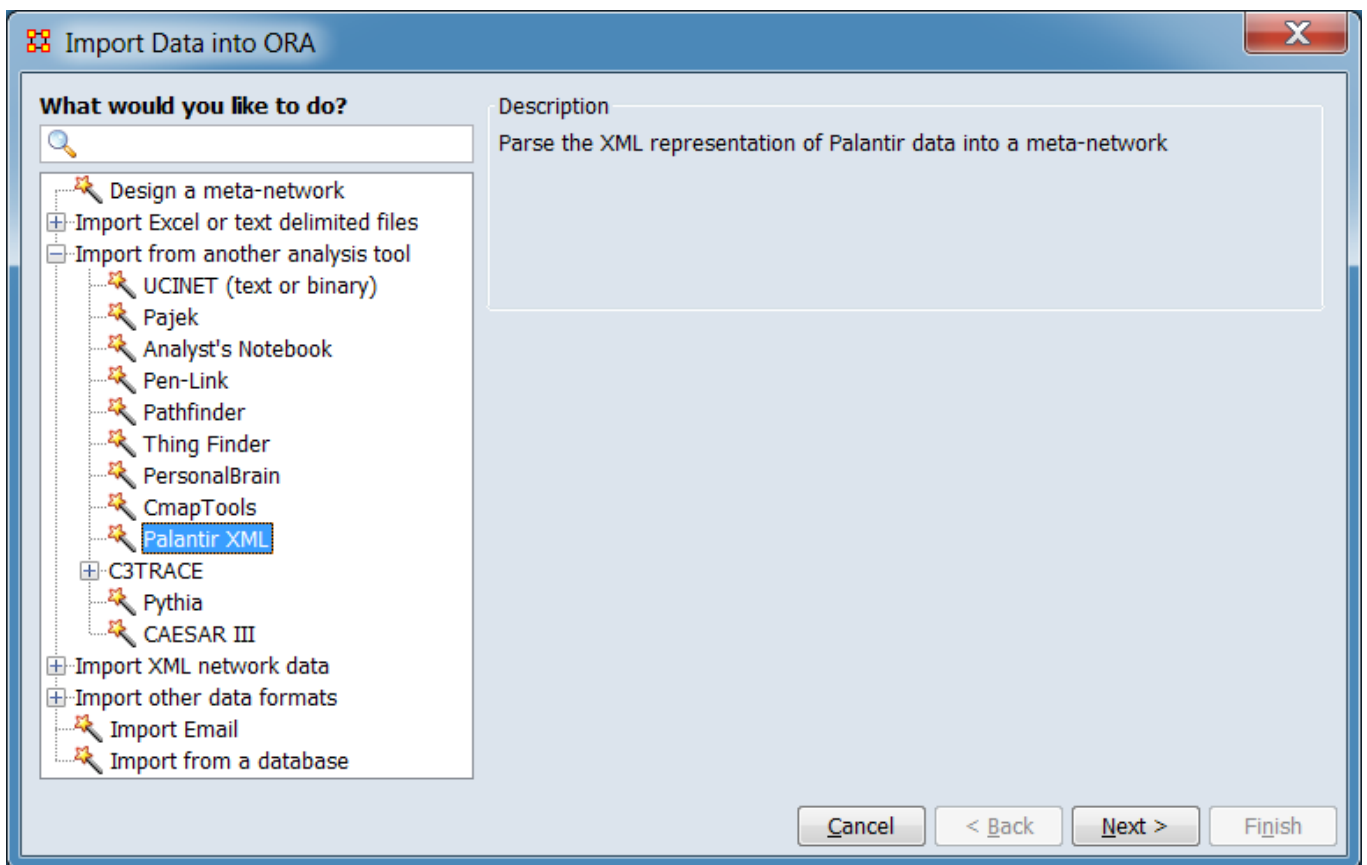 Import Data into ORA
What would you like to do?
Design a meta-network
Import Excel or text delimited files
Import from another analysis tool
UCINET (text or binary)
Pajek
Analyst's Notebook
Pen-Link
Pathfinder
Thing Finder
PersonalBrain
CmapTools
Palantir XML
C3TRACE
Pythia
CAESAR III
Import XML network data
Import other data formats
Import Email
Import from a database
Description
Parse the XML representation of Palantir data into a meta-network
Cancel
< Back
Next >
Finish